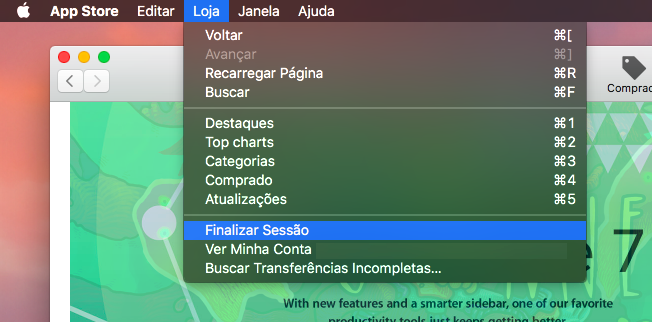 App Store Editar Loja Janela Ajuda
Voltar ⌘[
Avançar ⌘]
Recarregar Página ⌘R
Buscar ⌘F
Destaques ⌘1
Top charts ⌘2
Categorias ⌘3
Comprado ⌘4
Atualizações ⌘5
Finalizar Sessão
Ver Minha Conta
Buscar Transferências Incompletas...
7
With new features and a smarter sidebar, one of our favorite
productivity tools just keeps getting better.